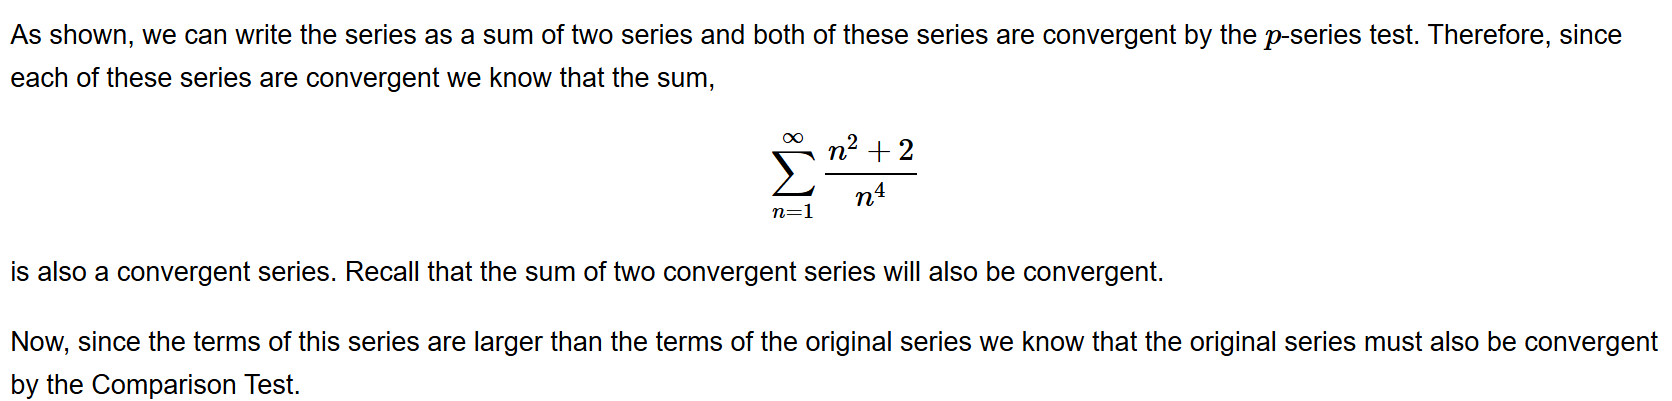 As shown, we can write the series as a sum of two series and both of these series are convergent by the p-series test. Therefore, since
each of these series are convergent we know that the sum,
∑_{n=1}^{∞} \frac{n^2 + 2}{n^4}
is also a convergent series. Recall that the sum of two convergent series will also be convergent.
Now, since the terms of this series are larger than the terms of the original series we know that the original series must also be convergent
by the Comparison Test.